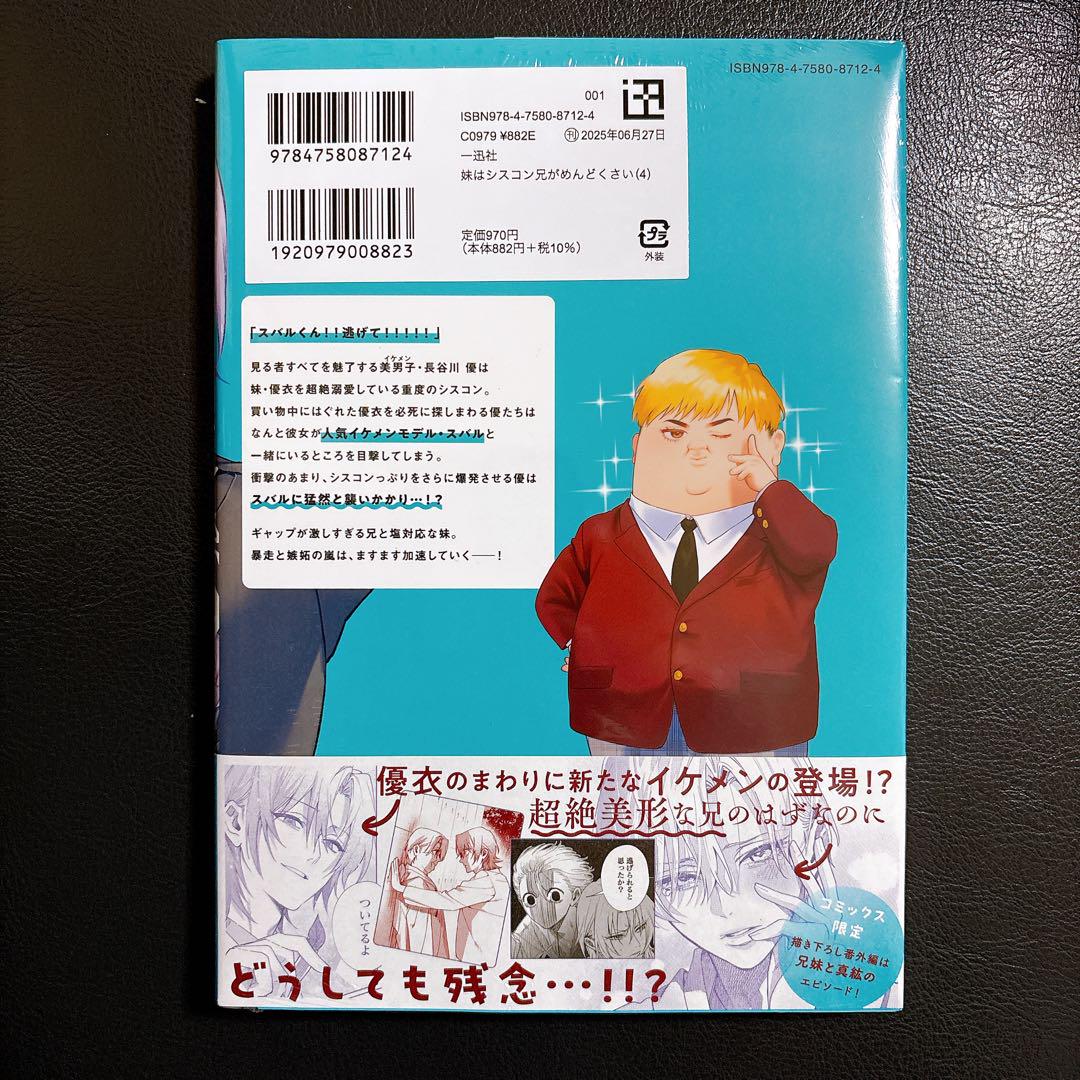 ISBN978-4-7580-8712-4
001
ISBN978-4-7580-8712-4
C0979 ¥882E ㊞2025年06月27日
一迅社
妹はシスコン兄がめんどくさい(4)
9784758087124
定価970円
(本体882円+税10%)
1920979008823
プラ
外装
「スバルくん!!逃げて!!!!!」
見る者すべてを魅了する美男子・長谷川 優は
イケメン
妹・優衣を超絶溺愛している重度のシスコン。
買い物中にはぐれた優衣を必死に探しまわる優たちは
なんと彼女が人気イケメンモデル・スバルと
一緒にいるところを目撃してしまう。
衝撃のあまり、シスコンっぷりをさらに爆発させる優は
スバルに猛然と襲いかかり…!?
ギャップが激しすぎる兄と塩対応な妹。
暴走と嫉妬の嵐は、ますます加速していく──!
優衣のまわりに新たなイケメンの登場!?
超絶美形な兄のはずなのに
ついてるよ
逃げられると
思ったか?
コミックス
限定
描き下ろし番外編は
兄妹と真紘の
エピソード!
どうしても残念…!!?